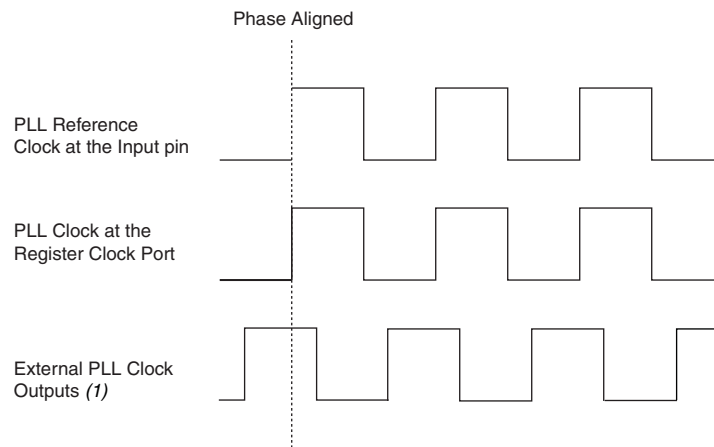 Phase Aligned
PLL Reference
Clock at the Input pin
PLL Clock at the
Register Clock Port
External PLL Clock
Outputs (1)